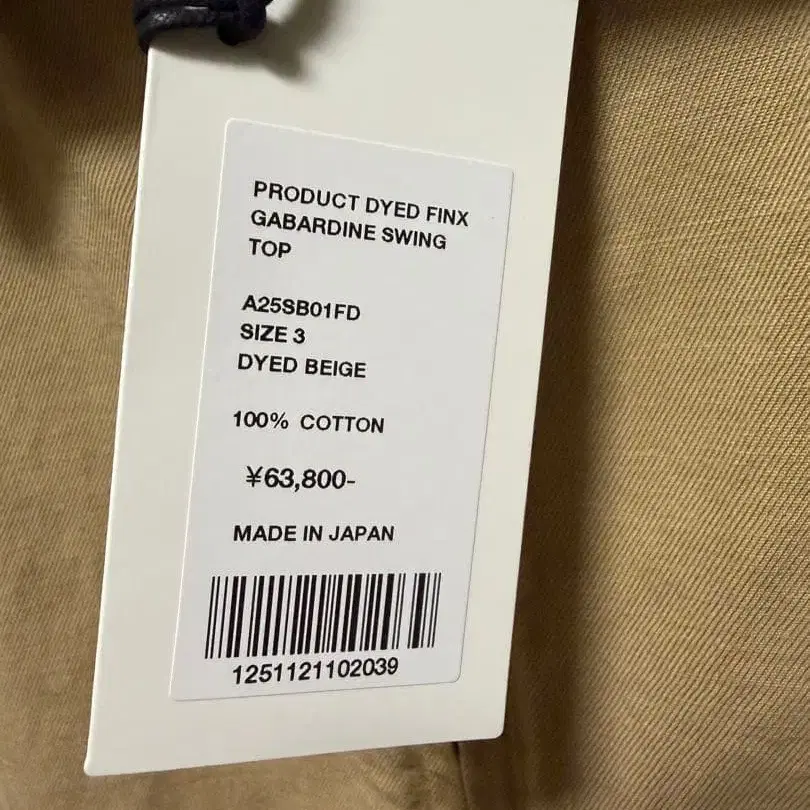 PRODUCT DYED FINX
GABARDINE SWING
TOP
A25SB01FD
SIZE 3
DYED BEIGE
100% COTTON
¥63,800-
MADE IN JAPAN
1251121102039